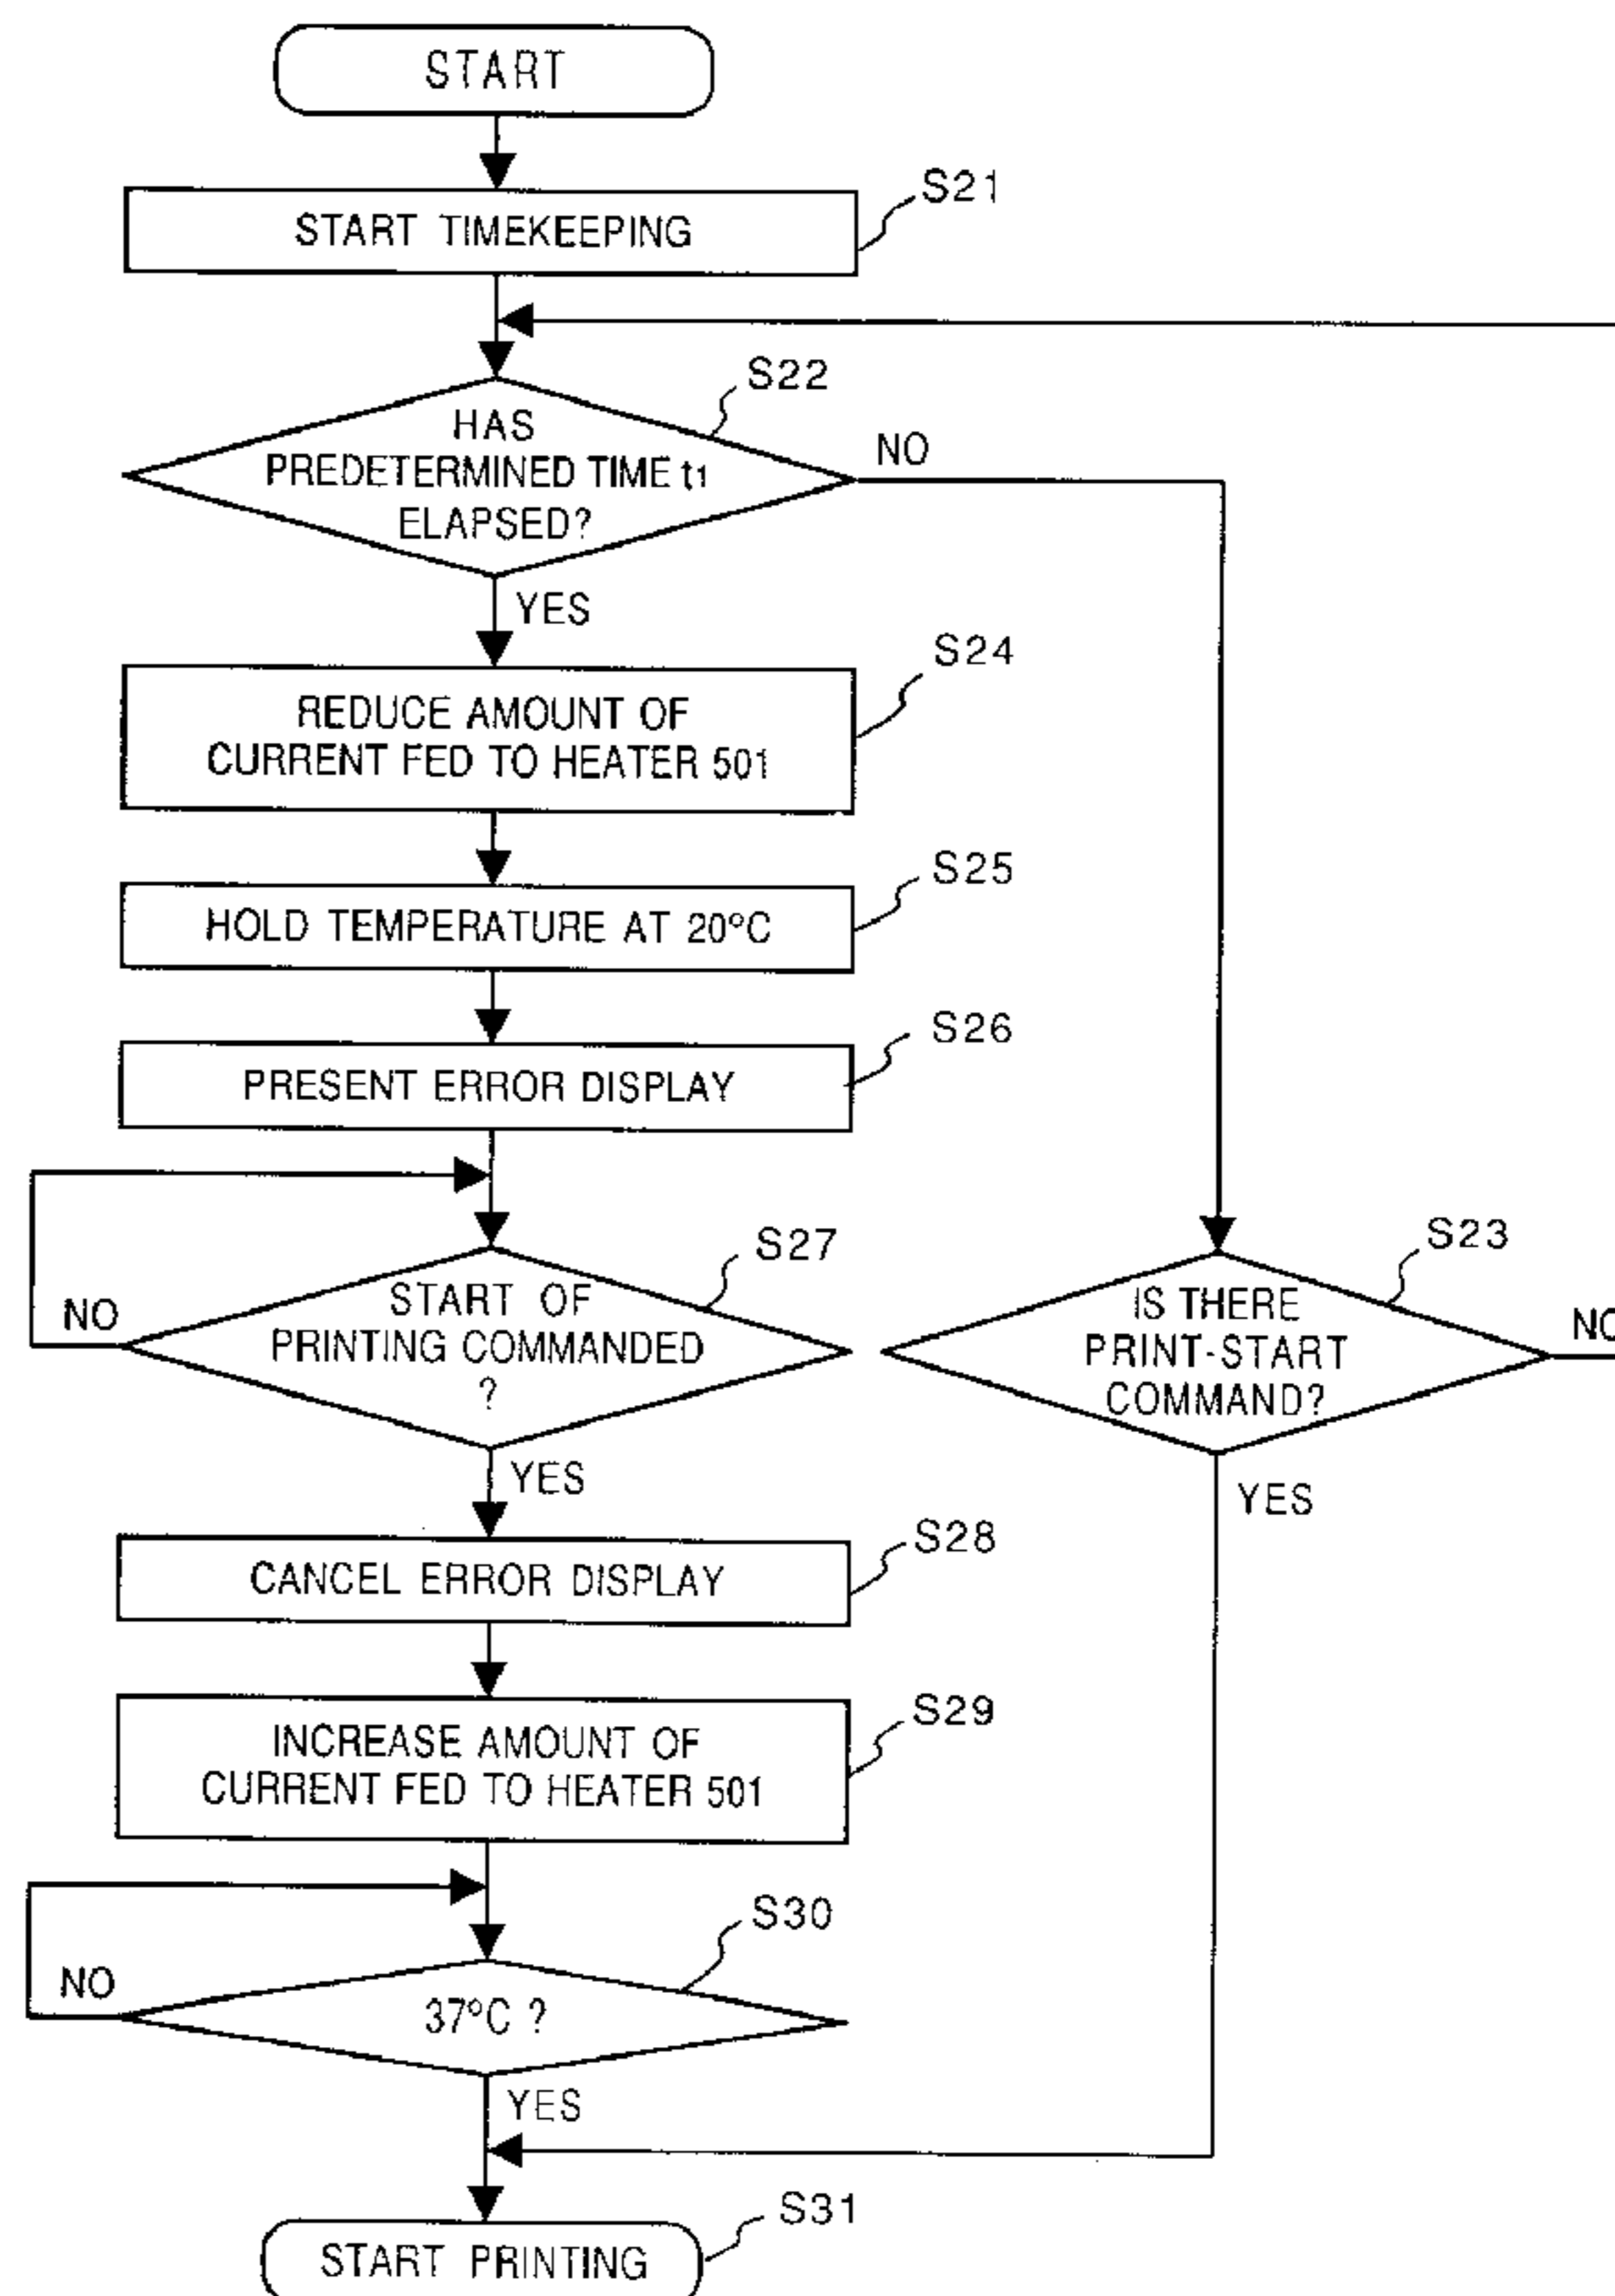 START
S21
START TIMEKEEPING
S22
HAS
PREDETERMINED TIME t1
ELAPSED?
NO
YES
S24
REDUCE AMOUNT OF
CURRENT FED TO HEATER 501
S25
HOLD TEMPERATURE AT 20°C
S26
PRESENT ERROR DISPLAY
S27
START OF
PRINTING COMMANDED
?
NO
YES
S23
IS THERE
PRINT-START
COMMAND?
NO
YES
S28
CANCEL ERROR DISPLAY
S29
INCREASE AMOUNT OF
CURRENT FED TO HEATER 501
S30
37°C ?
NO
YES
S31
START PRINTING